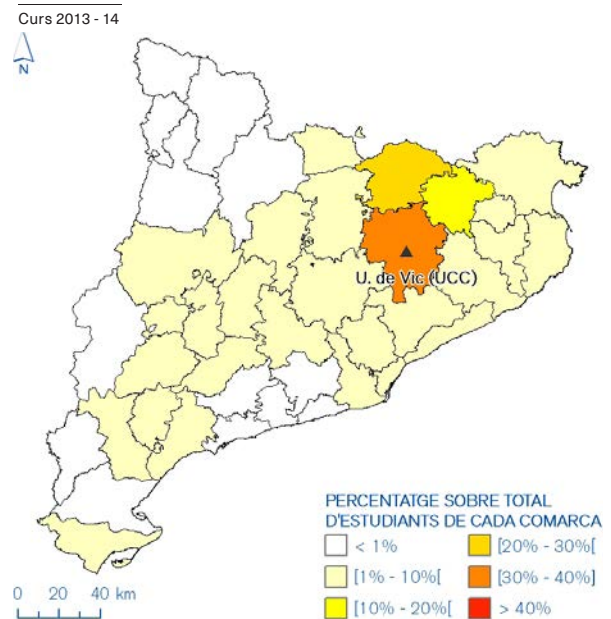 Curs 2013 - 14
N
U. de Vic (UCC)
PERCENTATGE SOBRE TOTAL
D'ESTUDIANTS DE CADA COMARCA
< 1%
[20% - 30%[
[1% - 10%[
[30% - 40%]
[10% - 20%[
> 40%
0 20 40 km